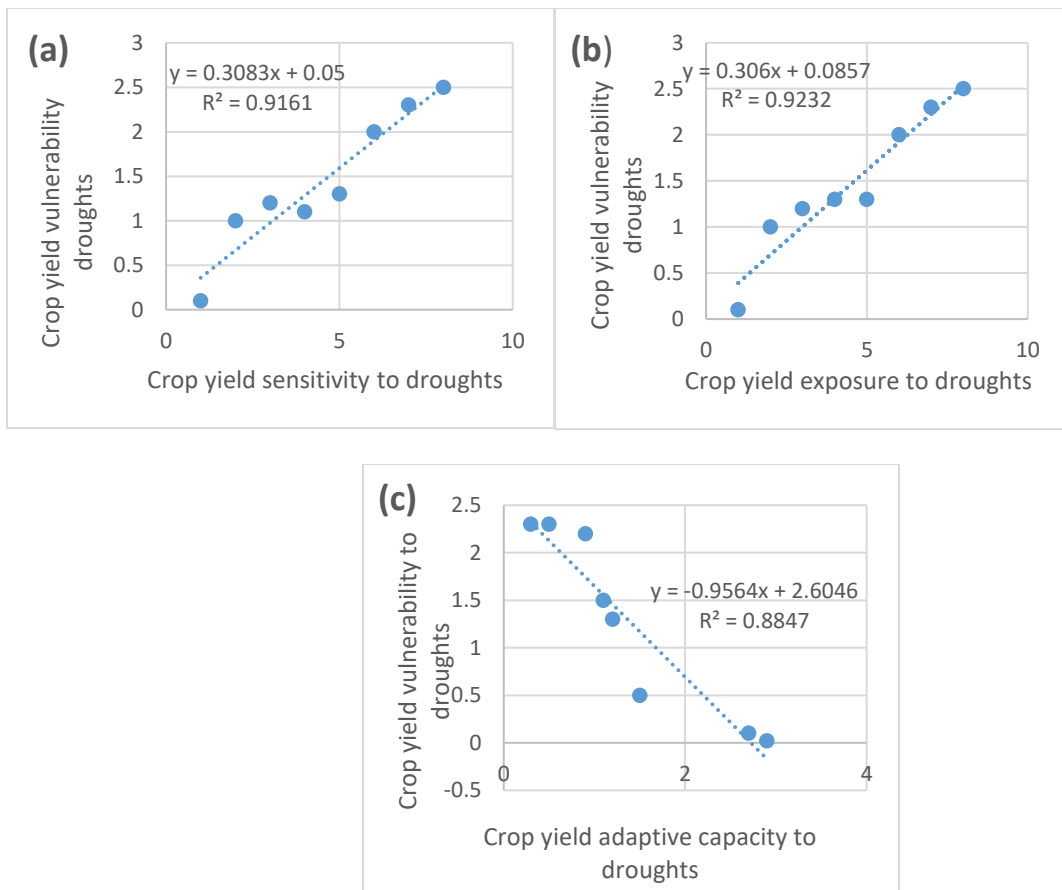 (a)
y = 0.3083x + 0.05
R² = 0.9161
Crop yield vulnerability
droughts
3
2.5
2
1.5
1
0.5
0
0
5
10
Crop yield sensitivity to droughts
(b)
y = 0.306x + 0.0857
R² = 0.9232
Crop yield vulnerability
droughts
3
2.5
2
1.5
1
0.5
0
0
5
10
Crop yield exposure to droughts
(c)
y = -0.9564x + 2.6046
R² = 0.8847
Crop yield vulnerability to
droughts
2.5
2
1.5
1
0.5
0
-0.5
0
2
4
Crop yield adaptive capacity to
droughts